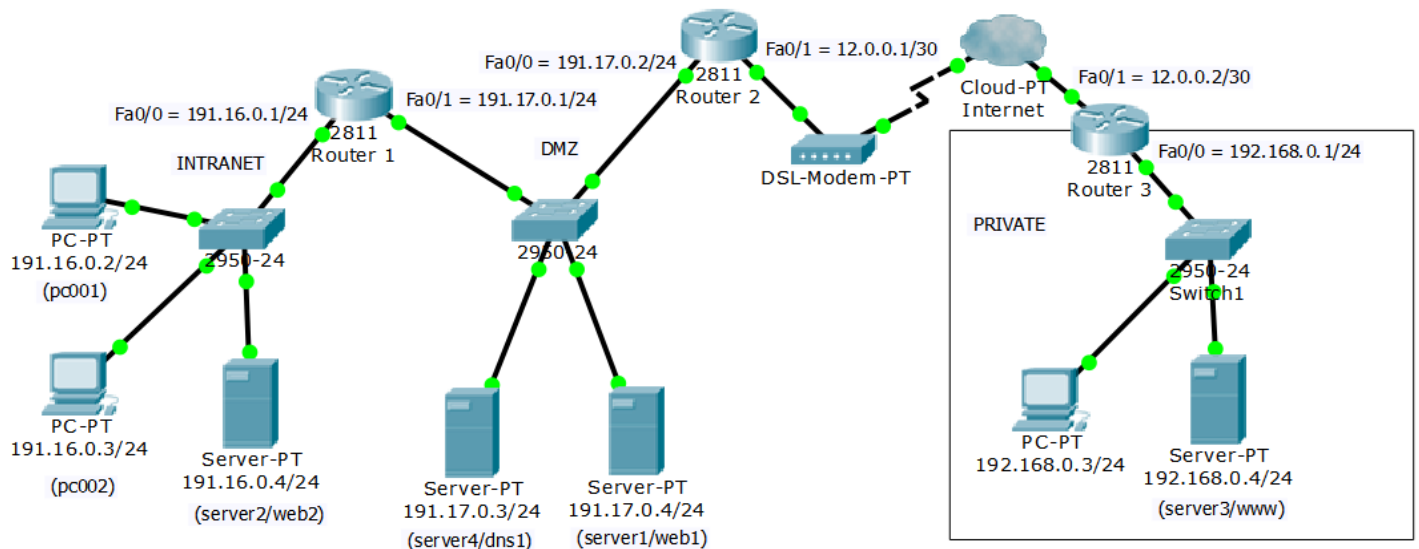 Fa0/0 = 191.16.0.1/24
2811
Router 1
Fa0/1 = 191.17.0.1/24
INTRANET
PC-PT
191.16.0.2/24
(pc001)
2950-24
PC-PT
191.16.0.3/24
(pc002)
Server-PT
191.16.0.4/24
(server2/web2)
DMZ
Fa0/0 = 191.17.0.2/24
2811
Router 2
Fa0/1 = 12.0.0.1/30
2950-24
Server-PT
191.17.0.3/24
(server4/dns1)
Server-PT
191.17.0.4/24
(server1/web1)
DSL-Modem-PT
Cloud-PT
Internet
Fa0/1 = 12.0.0.2/30
2811
Router 3
Fa0/0 = 192.168.0.1/24
PRIVATE
2950-24
Switch1
PC-PT
192.168.0.3/24
Server-PT
192.168.0.4/24
(server3/www)